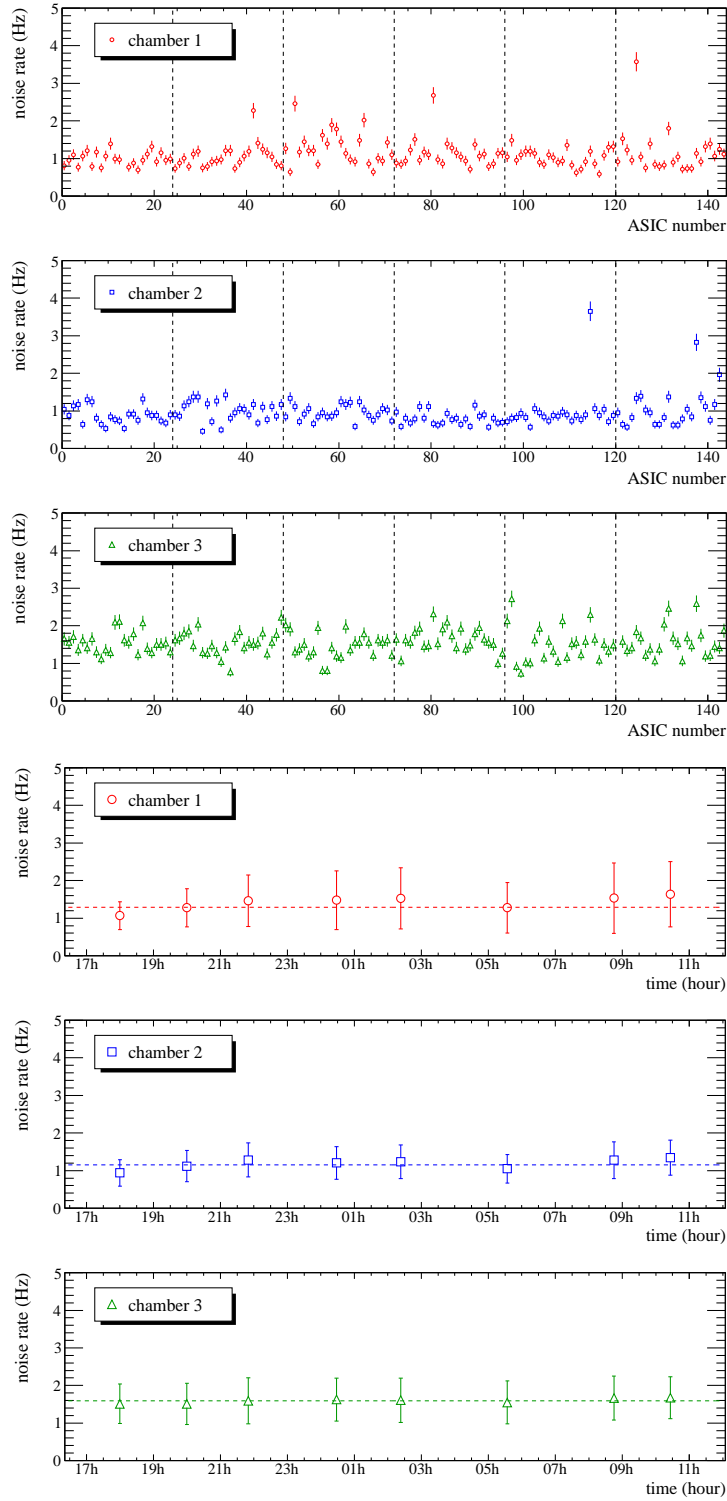 noise rate (Hz)
chamber 1
5
4
3
2
1
0
0 20 40 60 80 100 120 140
ASIC number
noise rate (Hz)
chamber 2
5
4
3
2
1
0
0 20 40 60 80 100 120 140
ASIC number
noise rate (Hz)
chamber 3
5
4
3
2
1
0
0 20 40 60 80 100 120 140
ASIC number
noise rate (Hz)
chamber 1
5
4
3
2
1
0
17h 19h 21h 23h 01h 03h 05h 07h 09h 11h
time (hour)
noise rate (Hz)
chamber 2
5
4
3
2
1
0
17h 19h 21h 23h 01h 03h 05h 07h 09h 11h
time (hour)
noise rate (Hz)
chamber 3
5
4
3
2
1
0
17h 19h 21h 23h 01h 03h 05h 07h 09h 11h
time (hour)